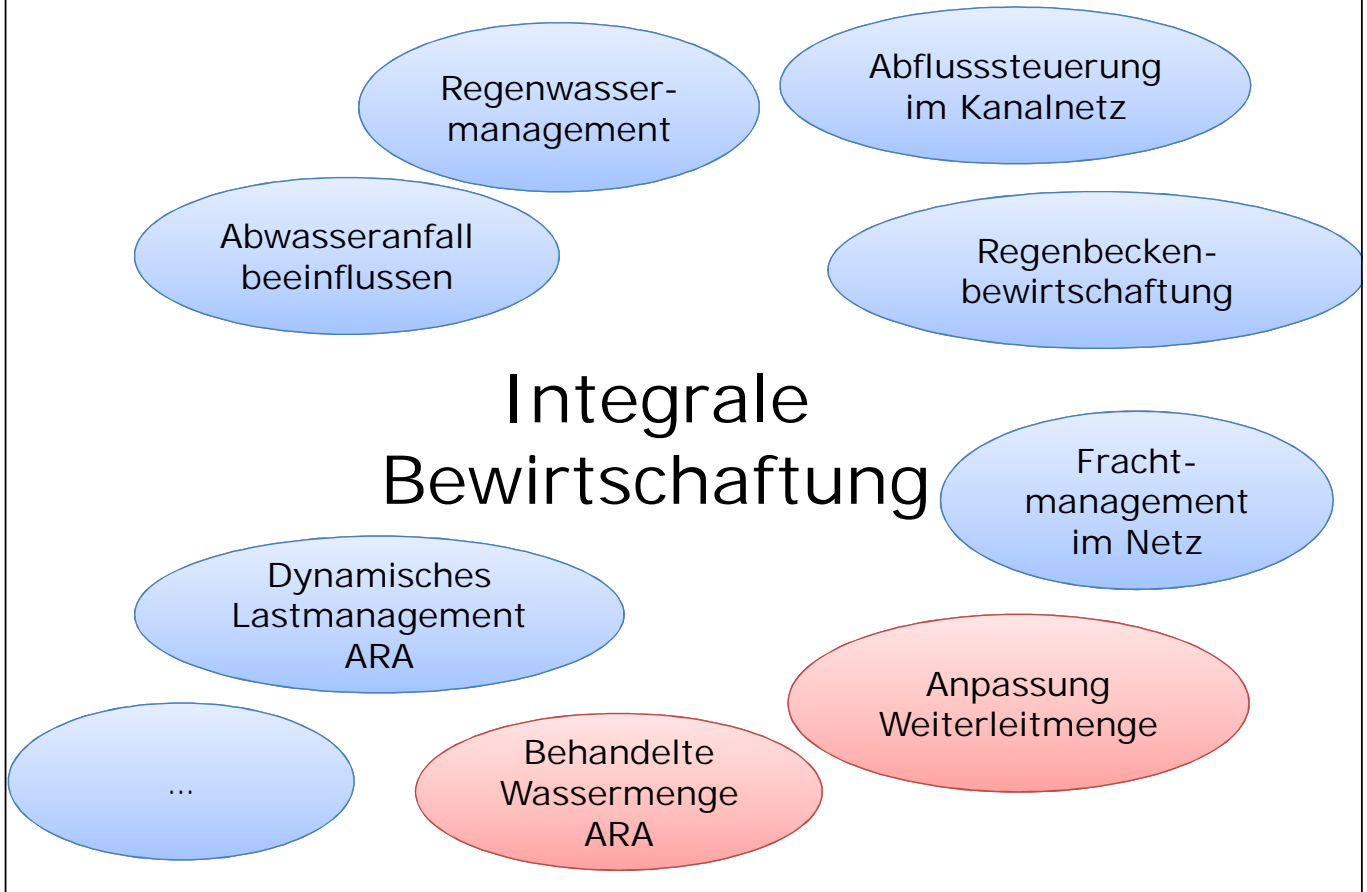 Regenwasser-
management
Abflusssteuerung
im Kanalnetz
Abwasseranfall
beeinflussen
Regenbecken-
bewirtschaftung
Integrale
Bewirtschaftung
Fracht-
management
im Netz
Dynamisches
Lastmanagement
ARA
Anpassung
Weiterleitmenge
...
Behandelte
Wassermenge
ARA